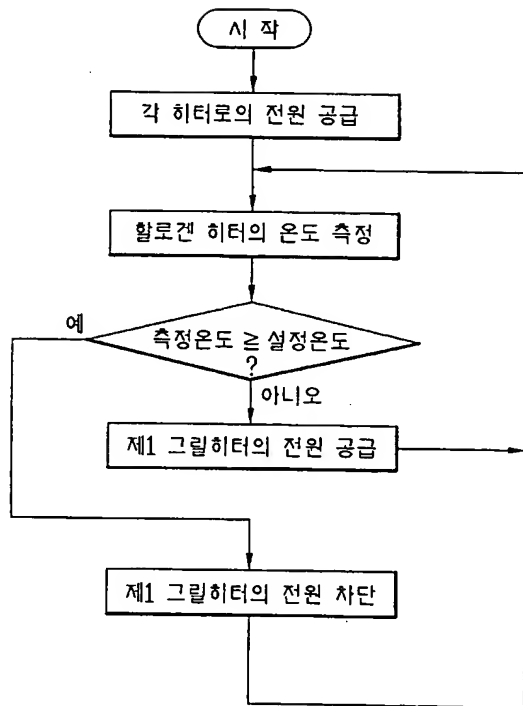 시 작
각 히터로의 전원 공급
할로겐 히터의 온도 측정
예
측정온도 ≧ 설정온도
?
아니오
제1 그릴히터의 전원 공급
제1 그릴히터의 전원 차단